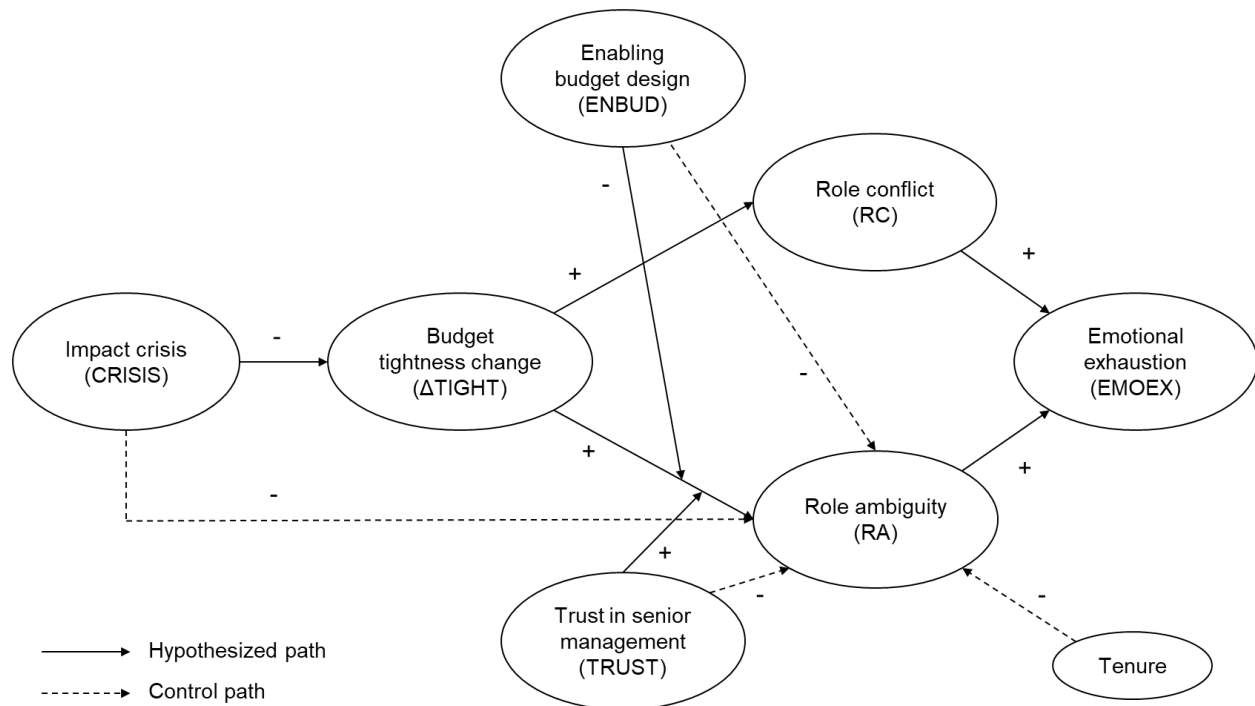 Enabling
budget design
(ENBUD)
-
Role conflict
(RC)
+
+
-
Impact crisis
(CRISIS)
Budget
tightness change
(ΔTIGHT)
Emotional
exhaustion
(EMOEX)
-
+
+
-
Role ambiguity
(RA)
+
-
-
Trust in senior
management
(TRUST)
Tenure
Hypothesized path
Control path